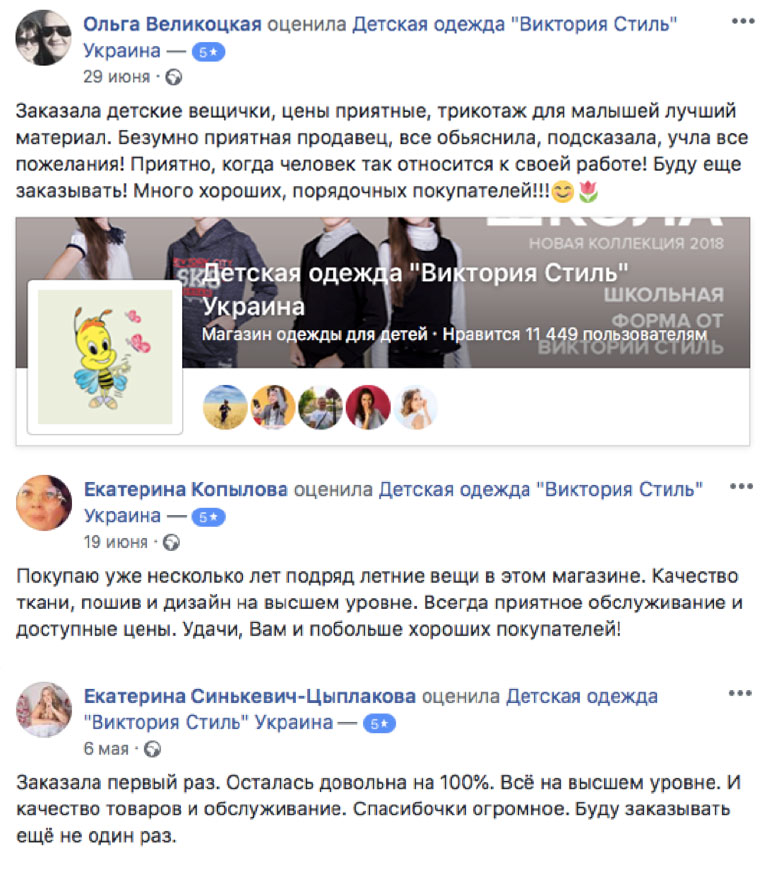 Ольга Великоцкая оценила Детская одежда "Виктория Стиль"
Украина — 5★
29 июня ·
Заказала детские вещички, цены приятные, трикотаж для малышей лучший
материал. Безумно приятная продавец, все обьяснила, подсказала, учла все
пожелания! Приятно, когда человек так относится к своей работе! Буду еще
заказывать! Много хороших, порядочных покупателей!!!😊🌷
ШКОЛА
НОВАЯ КОЛЛЕКЦИЯ 2018
Детская одежда "Виктория Стиль"
Украина
ШКОЛЬНАЯ
ФОРМА ОТ
ВИКТОРИИ СТИЛЬ
Магазин одежды для детей · Нравится 11 449 пользователям
Екатерина Копылова оценила Детская одежда "Виктория Стиль"
Украина — 5★
19 июня ·
Покупаю уже несколько лет подряд летние вещи в этом магазине. Качество
ткани, пошив и дизайн на высшем уровне. Всегда приятное обслуживание и
доступные цены. Удачи, Вам и побольше хороших покупателей!
Екатерина Синькевич-Цыплакова оценила Детская одежда
"Виктория Стиль" Украина — 5★
6 мая ·
Заказала первый раз. Осталась довольна на 100%. Всё на высшем уровне. И
качество товаров и обслуживание. Спасибочки огромное. Буду заказывать
ещё не один раз.